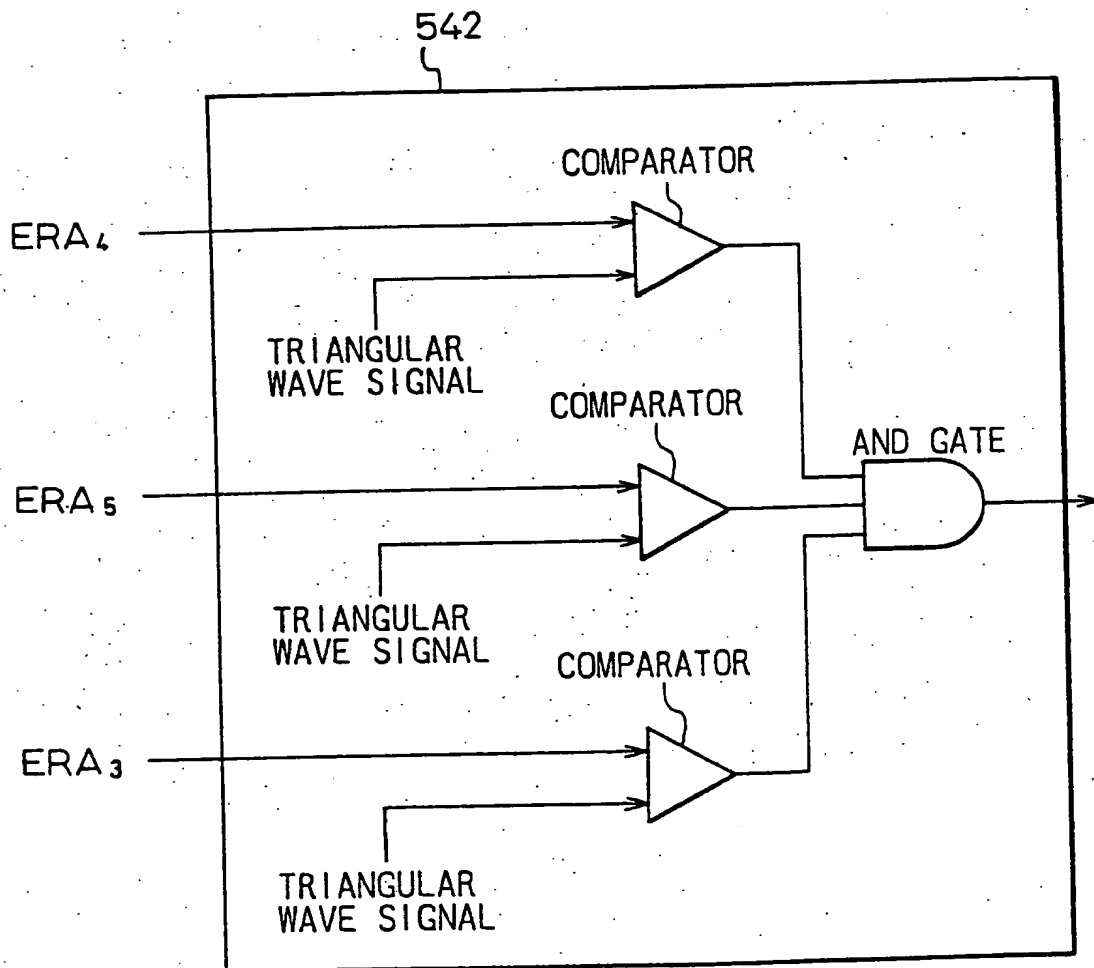 542
COMPARATOR
ERA4
TRIANGULAR
WAVE SIGNAL
COMPARATOR
AND GATE
ERA5
TRIANGULAR
WAVE SIGNAL
COMPARATOR
ERA3
TRIANGULAR
WAVE SIGNAL